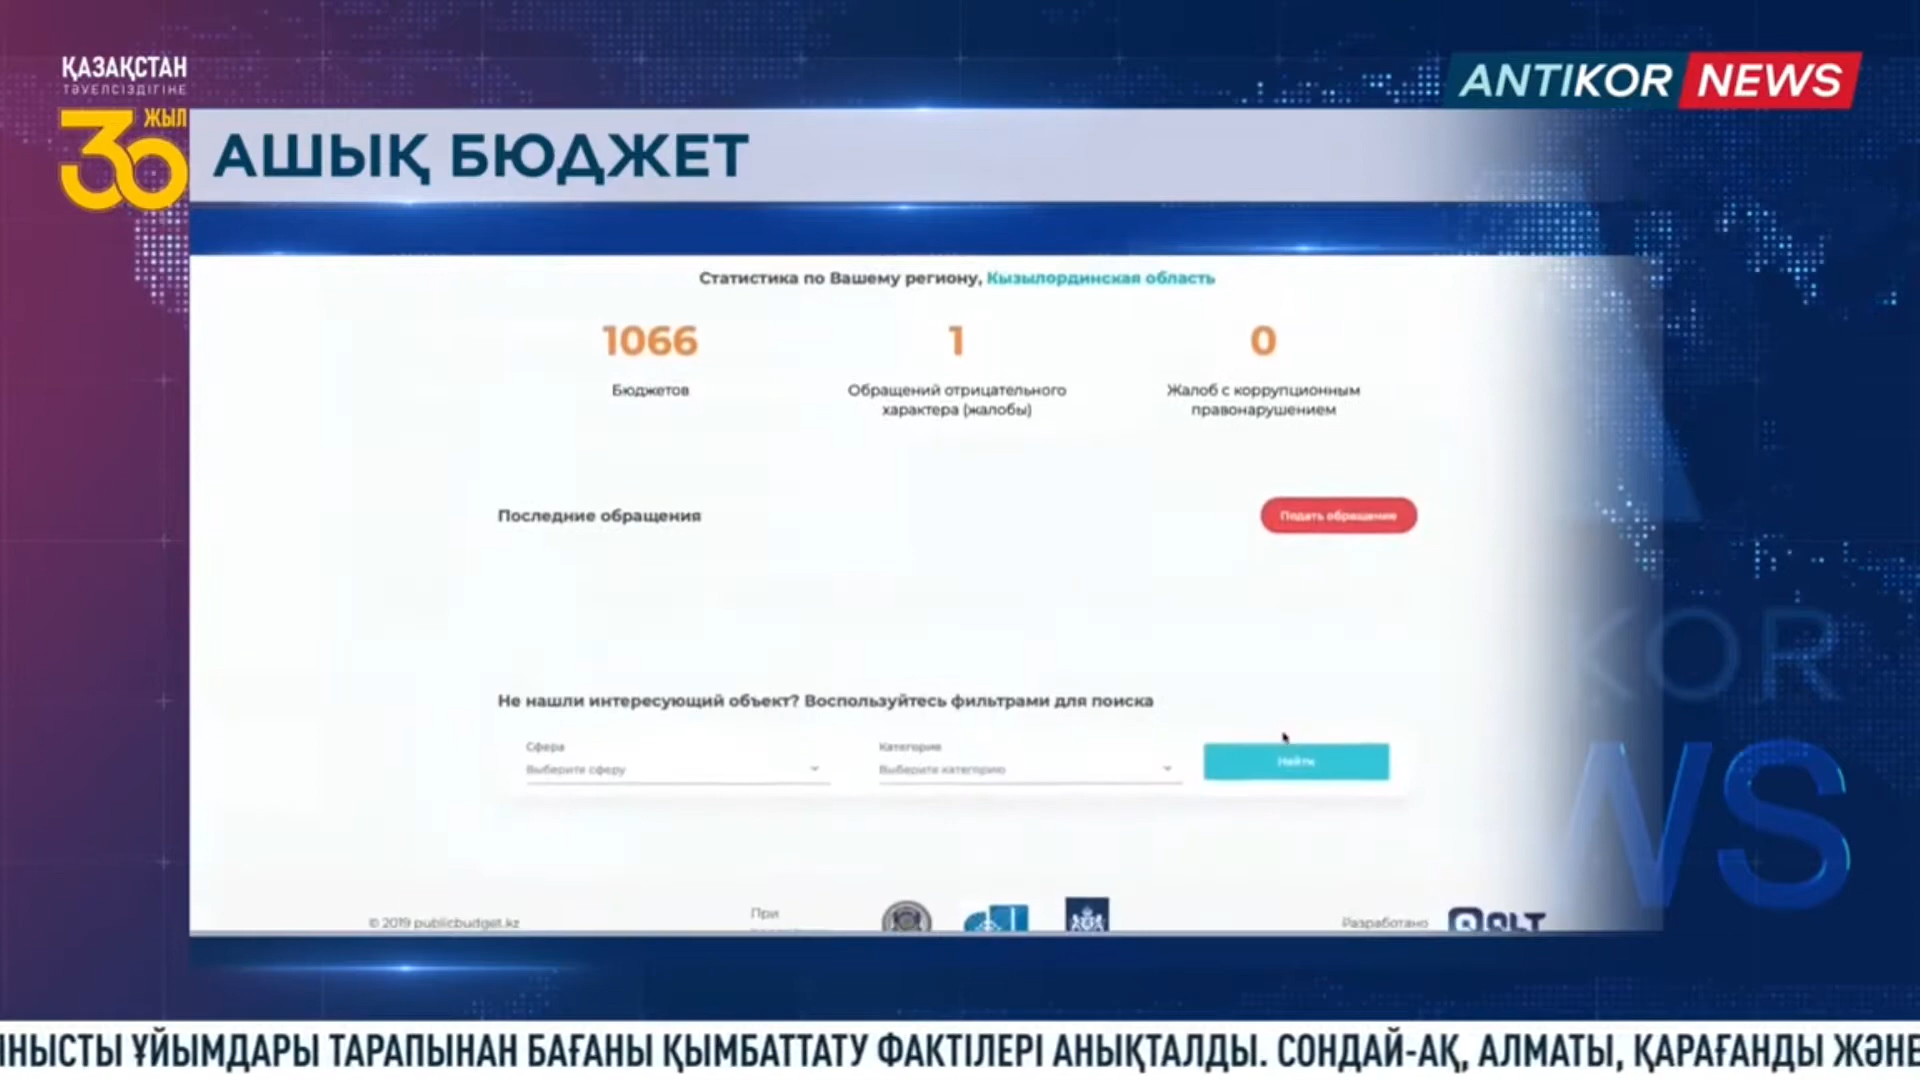 ҚАЗАҚСТАН
ТӘУЕЛСІЗДІГІНЕ
30 ЖЫЛ
ANTIKOR NEWS
АШЫҚ БЮДЖЕТ
Статистика по Вашему региону, Кызылординская область
1066 1 0
Бюджетов Обращений отрицательного Жалоб с коррупционным
характера (жалобы) правонарушением
Последние обращения Подать обращение
Не нашли интересующий объект? Воспользуйтесь фильтрами для поиска
Сфера Категория
Выберите сферу Выберите категорию Найти
© 2019 publicbudget.kz При Разработано
KOR
WS
ҰЙЫМДАРЫ ТАРАПЫНАН БАҒАНЫ ҚЫМБАТТАТУ ФАКТІЛЕРІ АНЫҚТАЛДЫ. СОНДАЙ-АҚ, АЛМАТЫ, ҚАРАҒАНДЫ ЖӘНЕ